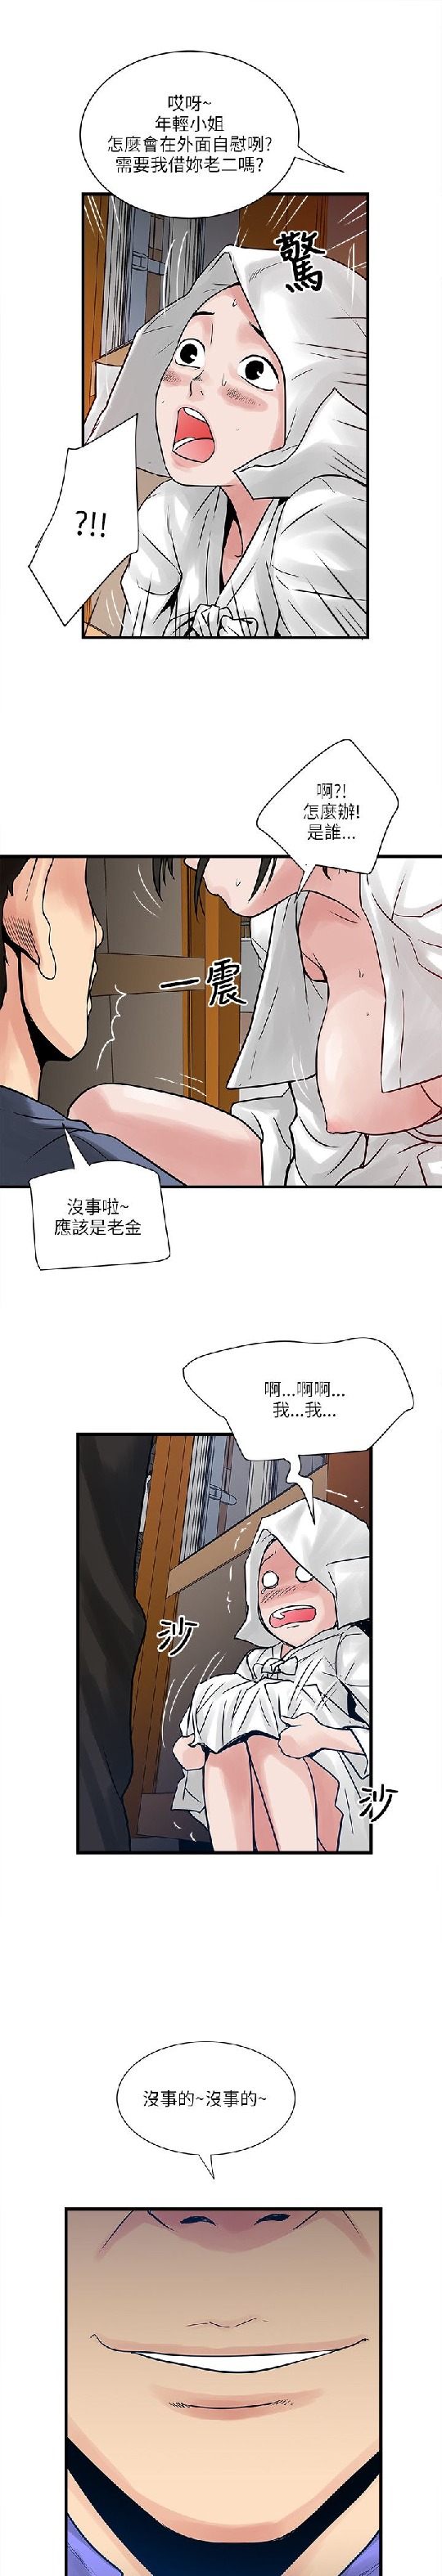 哎呀~
年輕小姐
怎麼會在外面自慰咧?
需要我借妳老二嗎?
驚
?!!
啊?!
怎麼辦!
是誰...
一震
沒事啦~
應該是老金
啊...啊啊...
我...我...
沙
沙
沒事的~沒事的~